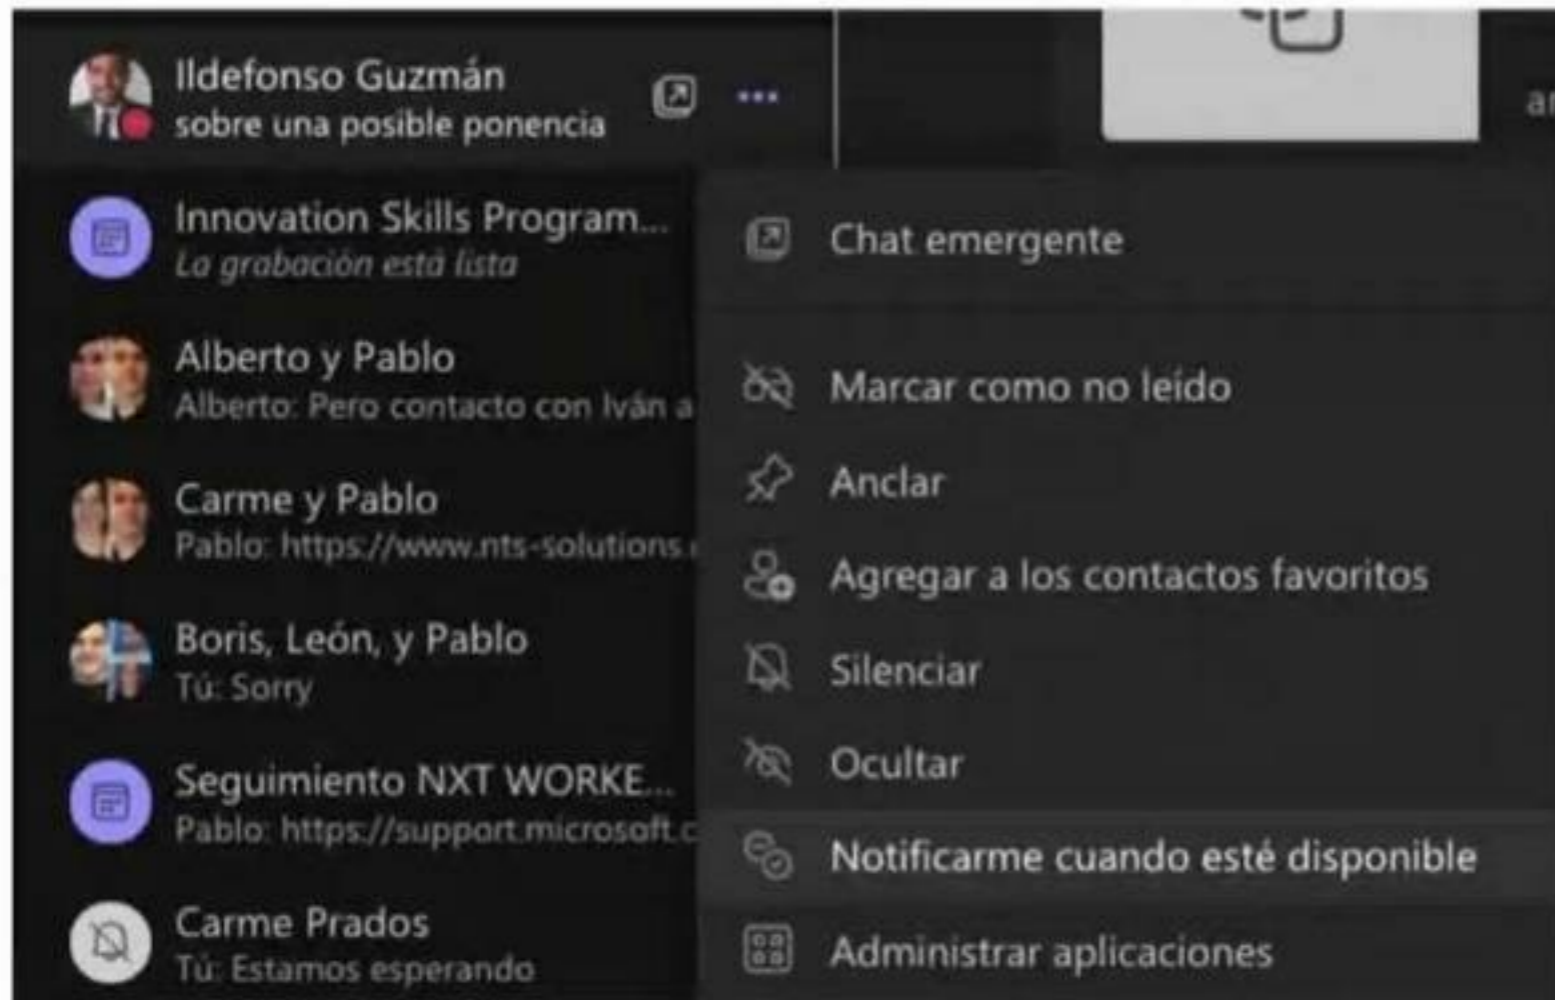 Ildefonso Guzmán
sobre una posible ponencia
Innovation Skills Program...
La grabación está lista
Alberto y Pablo
Alberto: Pero contacto con Iván a
Carme y Pablo
Pablo: https://www.nts-solutions.
Boris, León, y Pablo
Tú: Sorry
Seguimiento NXT WORKE...
Pablo: https://support.microsoft.c
Carme Prados
Tú: Estamos esperando
Chat emergente
Marcar como no leído
Anclar
Agregar a los contactos favoritos
Silenciar
Ocultar
Notificarme cuando esté disponible
Administrar aplicaciones